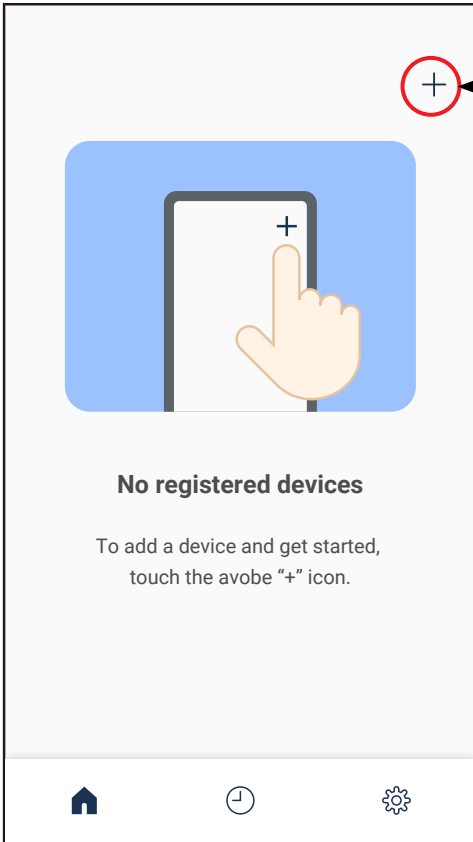 No registered devices
To add a device and get started,
touch the avobe “+” icon.